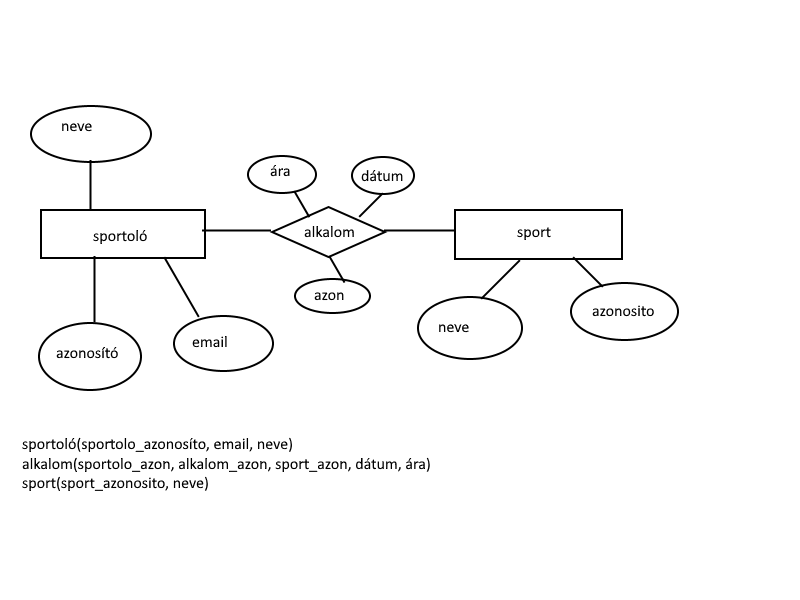 neve
ára
dátum
sportoló
alkalom
sport
azon
neve
azonosito
azonosító
email
sportoló(sportolo_azonosíto, email, neve)
alkalom(sportolo_azon, alkalom_azon, sport_azon, dátum, ára)
sport(sport_azonosito, neve)